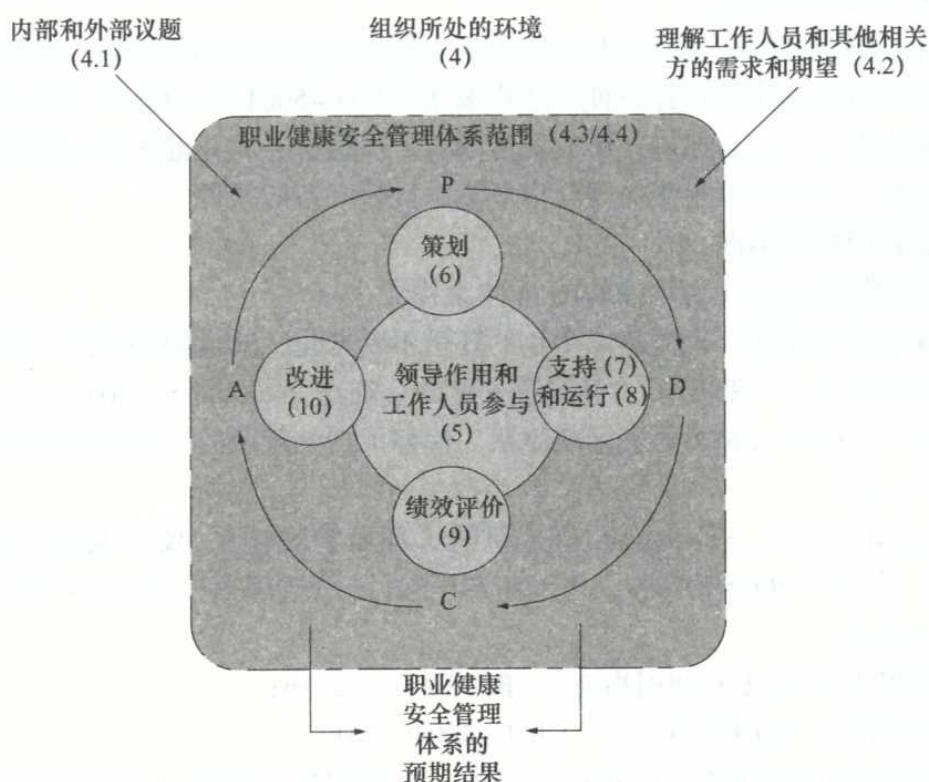 内部和外部议题
(4.1)
组织所处的环境
(4)
理解工作人员和其他相关
方的需求和期望 (4.2)
职业健康安全管理体系范围 (4.3/4.4)
P
策划
(6)
A
改进
(10)
领导作用和
工作人员参与
(5)
支持 (7)
和运行 (8)
D
绩效评价
(9)
C
职业健康
安全管理
体系的
预期结果